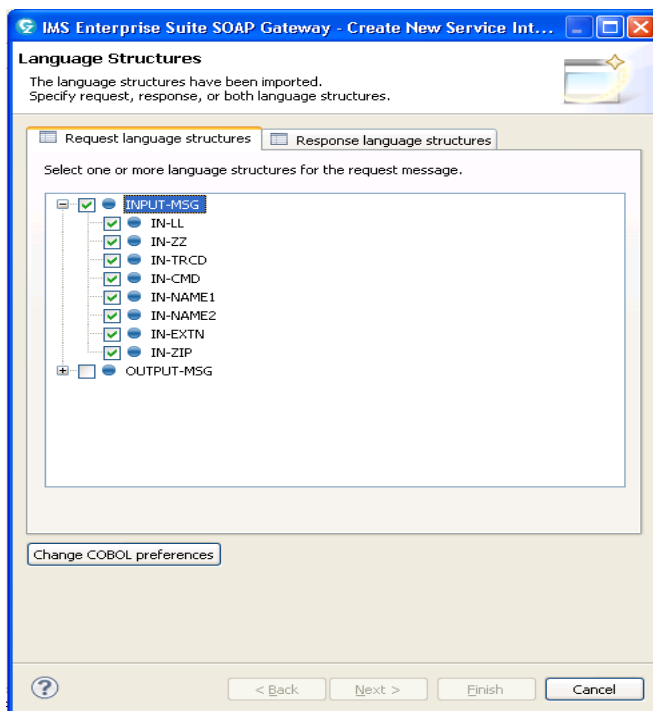 IMS Enterprise Suite SOAP Gateway - Create New Service Int...
Language Structures
The language structures have been imported.
Specify request, response, or both language structures.
Request language structures
Response language structures
Select one or more language structures for the request message.
INPUT-MSG
IN-LL
IN-ZZ
IN-TRCD
IN-CMD
IN-NAME1
IN-NAME2
IN-EXTN
IN-ZIP
OUTPUT-MSG
Change COBOL preferences
< Back
Next >
Finish
Cancel